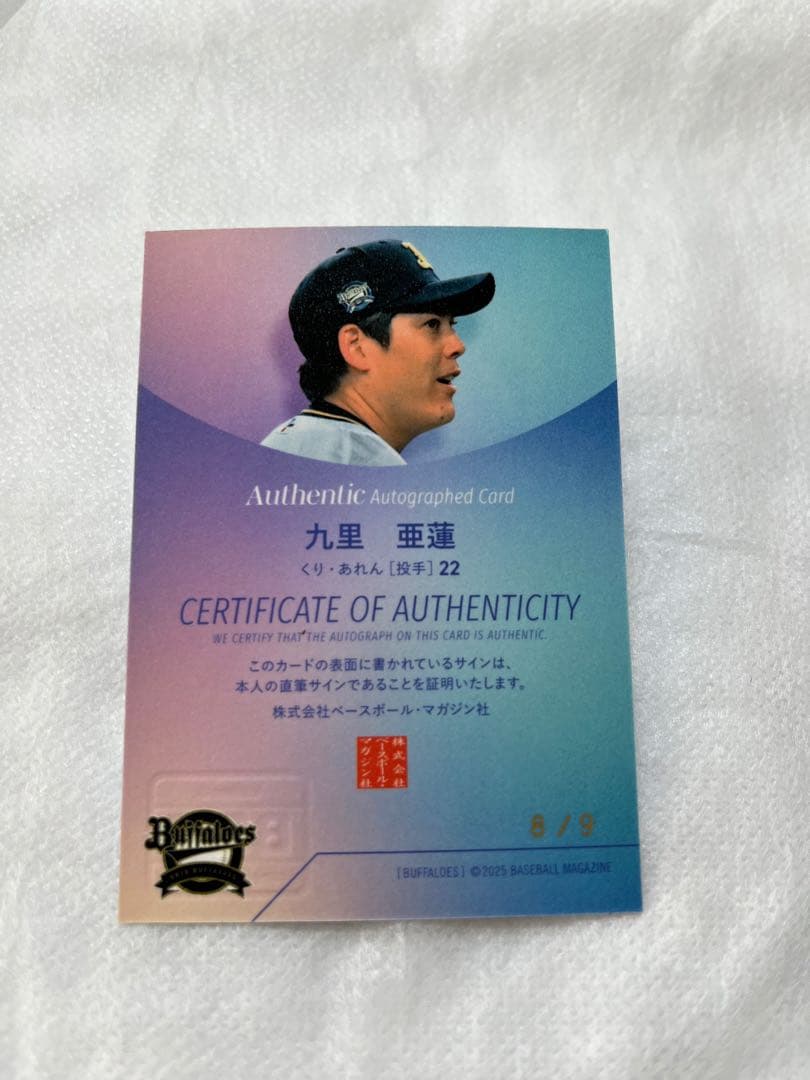 Authentic Autographed Card
九里 亜蓮
くり・あれん [投手] 22
CERTIFICATE OF AUTHENTICITY
WE CERTIFY THAT THE AUTOGRAPH ON THIS CARD IS AUTHENTIC.
このカードの表面に書かれているサインは、
本人の直筆サインであることを証明いたします。
株式会社ベースボール・マガジン社
株式会社
ベースボール・
マガジン社
Buffaloes
8/9
[BUFFALOES] ©2025 BASEBALL MAGAZINE